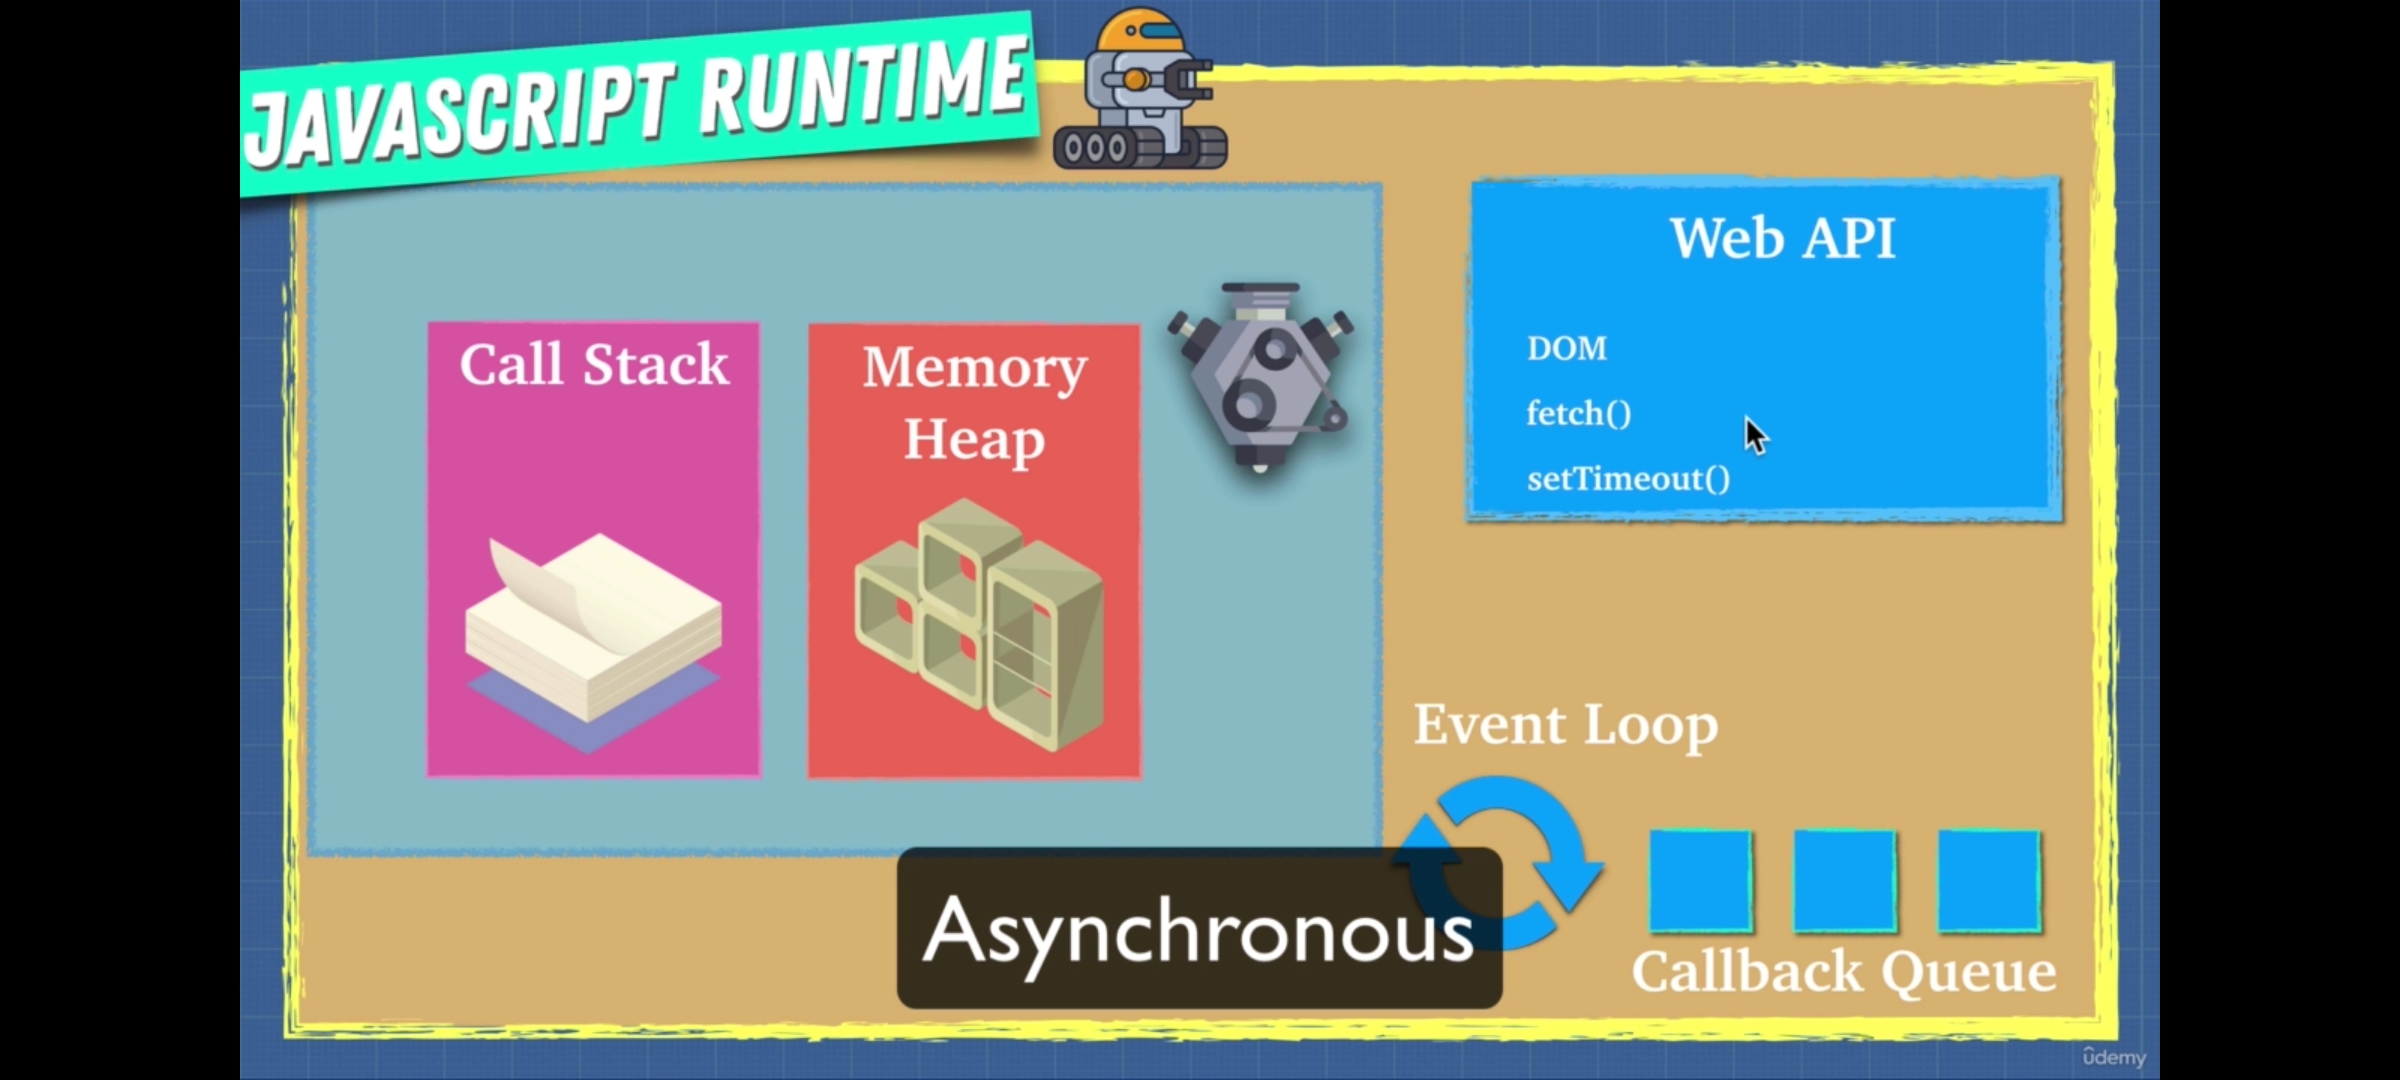 JAVASCRIPT RUNTIME
Call Stack
Memory
Heap
Web API
DOM
fetch()
setTimeout()
Event Loop
Callback Queue
Asynchronous
ûdemy